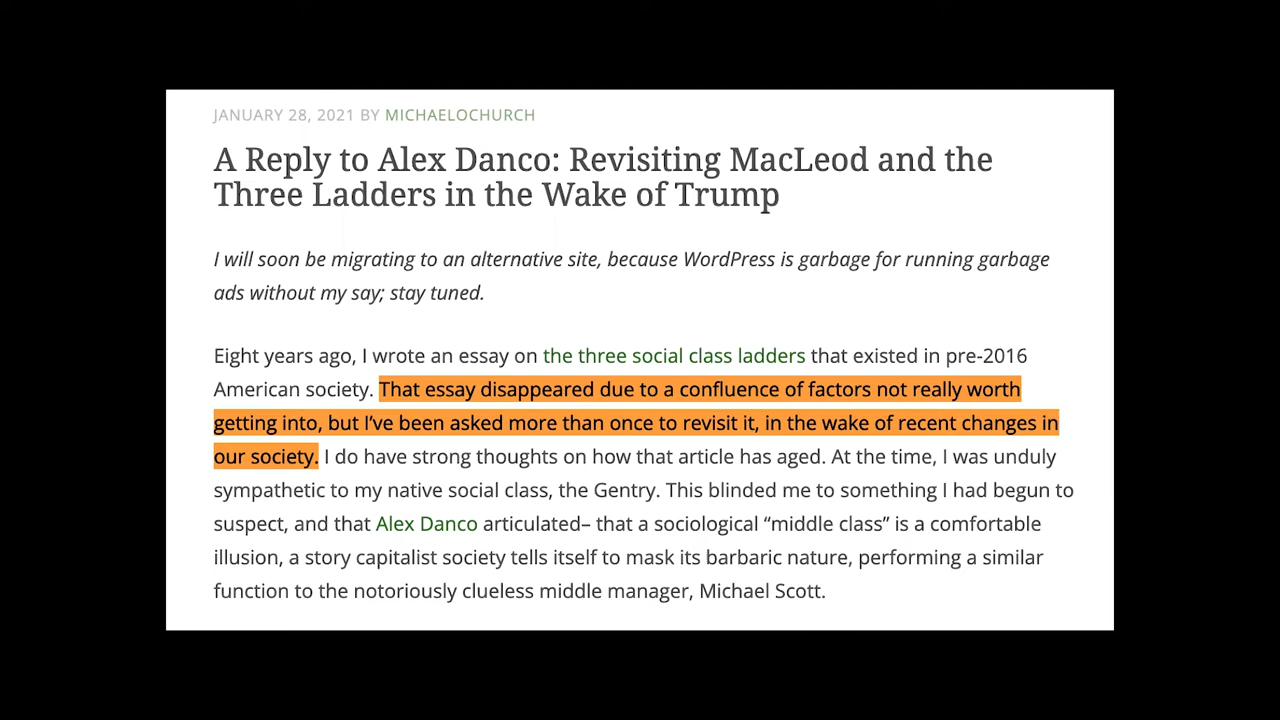 JANUARY 28, 2021 BY MICHAELOCHURCH
A Reply to Alex Danco: Revisiting MacLeod and the
Three Ladders in the Wake of Trump
I will soon be migrating to an alternative site, because WordPress is garbage for running garbage
ads without my say; stay tuned.
Eight years ago, I wrote an essay on the three social class ladders that existed in pre-2016
American society. That essay disappeared due to a confluence of factors not really worth
getting into, but I’ve been asked more than once to revisit it, in the wake of recent changes in
our society. I do have strong thoughts on how that article has aged. At the time, I was unduly
sympathetic to my native social class, the Gentry. This blinded me to something I had begun to
suspect, and that Alex Danco articulated– that a sociological “middle class” is a comfortable
illusion, a story capitalist society tells itself to mask its barbaric nature, performing a similar
function to the notoriously clueless middle manager, Michael Scott.